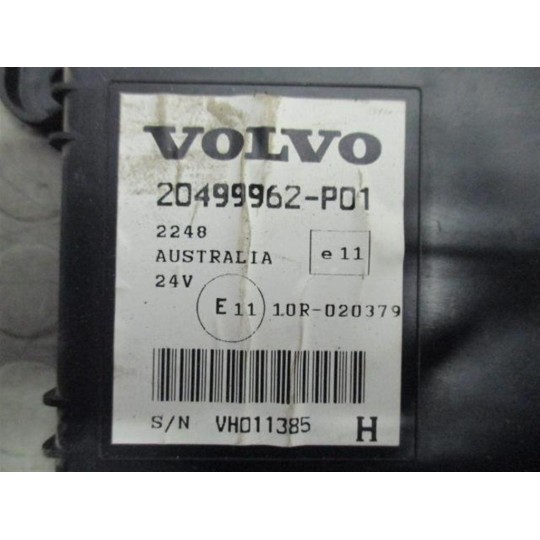 VOLVO
20499962-P01
2248
AUSTRALIA
e 11
24V
E 11 10R-020379
S/N VH011385 H